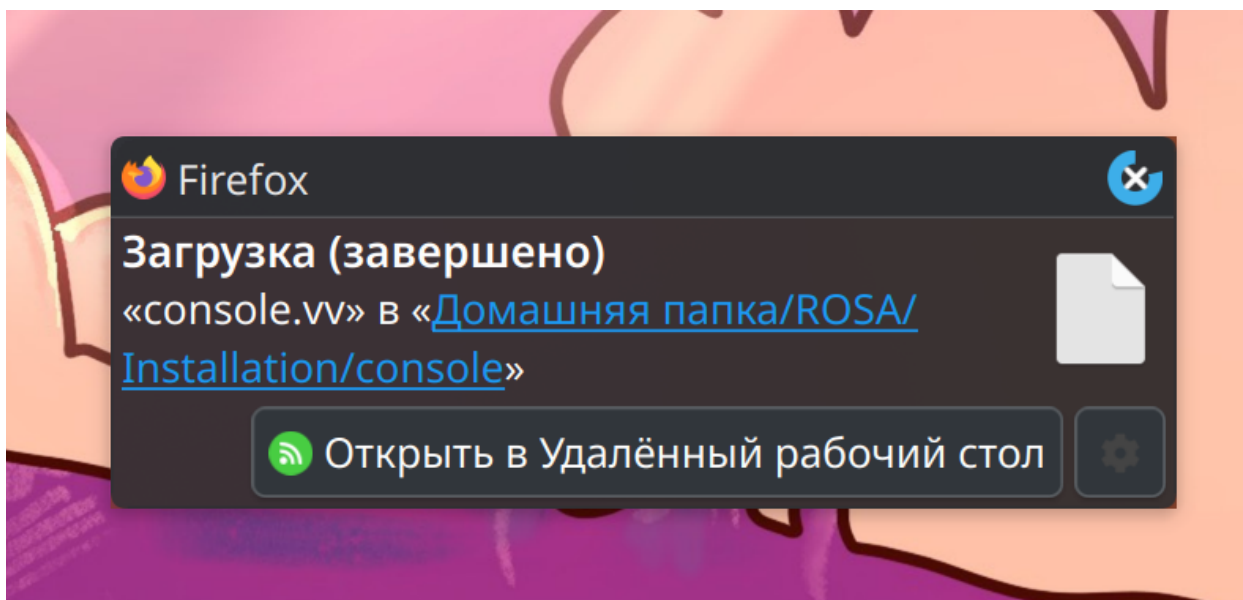 Firefox
Загрузка (завершено)
«console.vv» в «Домашняя папка/ROSA/
Installation/console»
Открыть в Удалённый рабочий стол